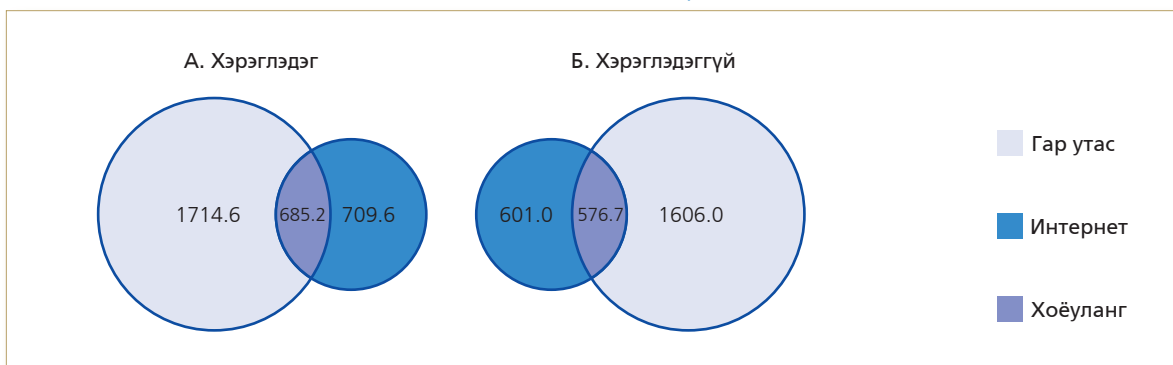 А. Хэрэглэдэг
Б. Хэрэглэдэггүй
1714.6
685.2
709.6
601.0
576.7
1606.0
Гар утас
Интернет
Хоёуланг